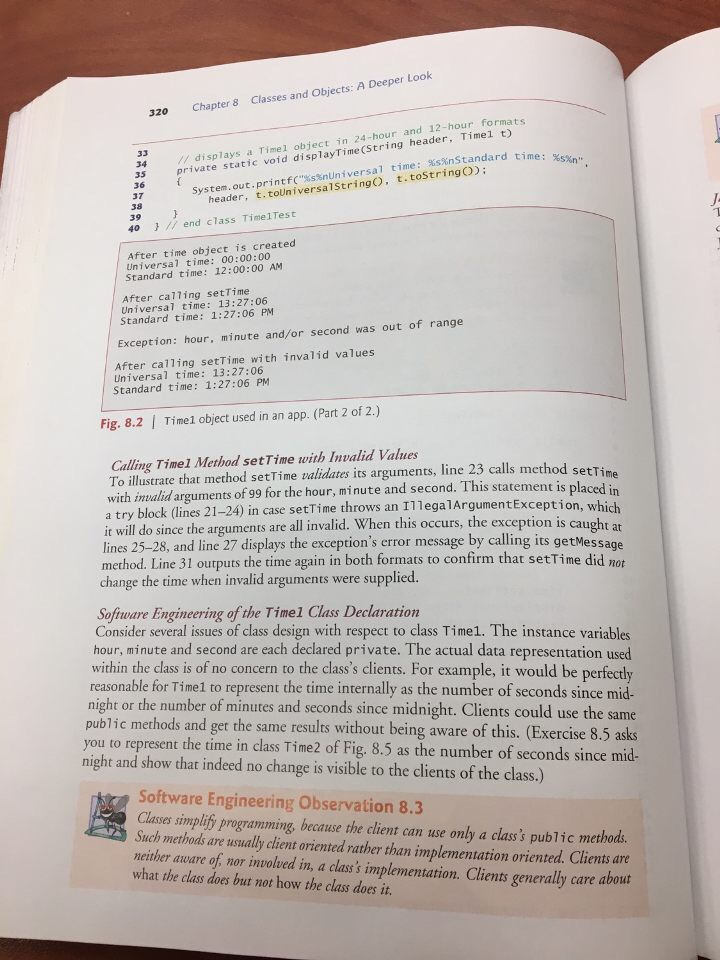 320 Chapter 8 Classes and Objects: A Deeper Look
33
34 // displays a Time1 object in 24-hour and 12-hour formats
35 private static void displayTime(String header, Time1 t)
36 {
37 System.out.printf("%s%nUniversal time: %s%nStandard time: %s%n",
38 header, t.toUniversalString(), t.toString());
39 }
40 } // end class Time1Test
After time object is created
Universal time: 00:00:00
Standard time: 12:00:00 AM
After calling setTime
Universal time: 13:27:06
Standard time: 1:27:06 PM
Exception: hour, minute and/or second was out of range
After calling setTime with invalid values
Universal time: 13:27:06
Standard time: 1:27:06 PM
Fig. 8.2 | Time1 object used in an app. (Part 2 of 2.)
Calling Time1 Method setTime with Invalid Values
To illustrate that method setTime validates its arguments, line 23 calls method setTime
with invalid arguments of 99 for the hour, minute and second. This statement is placed in
a try block (lines 21–24) in case setTime throws an IllegalArgumentException, which
it will do since the arguments are all invalid. When this occurs, the exception is caught at
lines 25–28, and line 27 displays the exception's error message by calling its getMessage
method. Line 31 outputs the time again in both formats to confirm that setTime did not
change the time when invalid arguments were supplied.
Software Engineering of the Time1 Class Declaration
Consider several issues of class design with respect to class Time1. The instance variables
hour, minute and second are each declared private. The actual data representation used
within the class is of no concern to the class's clients. For example, it would be perfectly
reasonable for Time1 to represent the time internally as the number of seconds since mid-
night or the number of minutes and seconds since midnight. Clients could use the same
public methods and get the same results without being aware of this. (Exercise 8.5 asks
you to represent the time in class Time2 of Fig. 8.5 as the number of seconds since mid-
night and show that indeed no change is visible to the clients of the class.)
Software Engineering Observation 8.3
Classes simplify programming, because the client can use only a class's public methods.
Such methods are usually client oriented rather than implementation oriented. Clients are
neither aware of, nor involved in, a class's implementation. Clients generally care about
what the class does but not how the class does it.